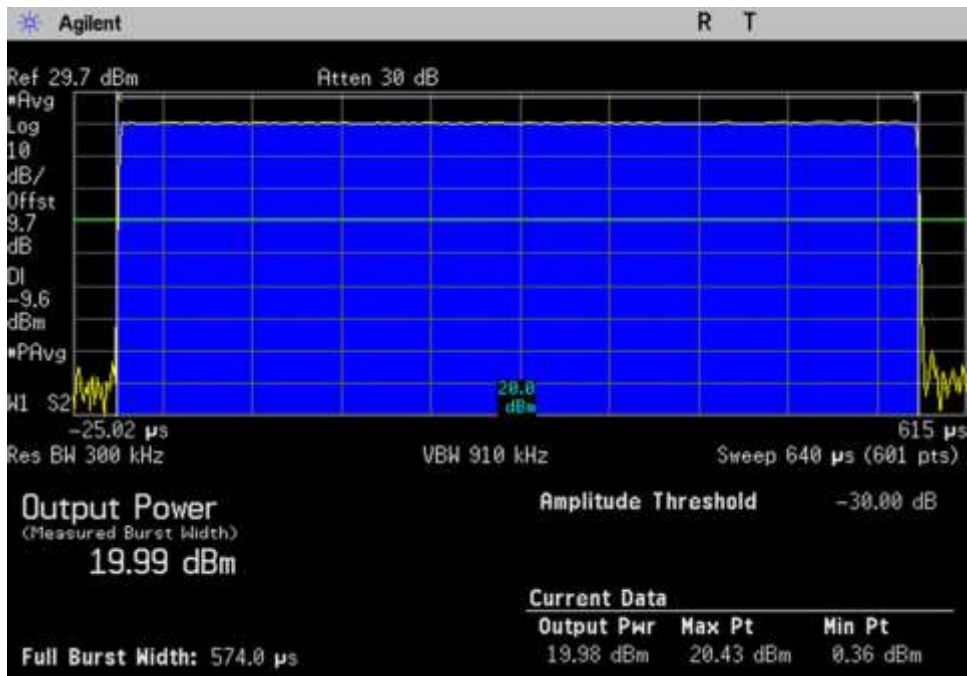 Agilent
R T
Ref 29.7 dBm Atten 30 dB
*Avg
Log
10
dB/
Offst
9.7
dB
DI
-9.6
dBm
*PAvg
W1 S2
20.0
dBm
-25.02 µs 615 µs
Res BW 300 kHz VBW 910 kHz Sweep 640 µs (601 pts)
Output Power
(Measured Burst Width)
19.99 dBm
Amplitude Threshold -30.00 dB
Current Data
Output Pwr Max Pt Min Pt
19.98 dBm 20.43 dBm 0.36 dBm
Full Burst Width: 574.0 µs